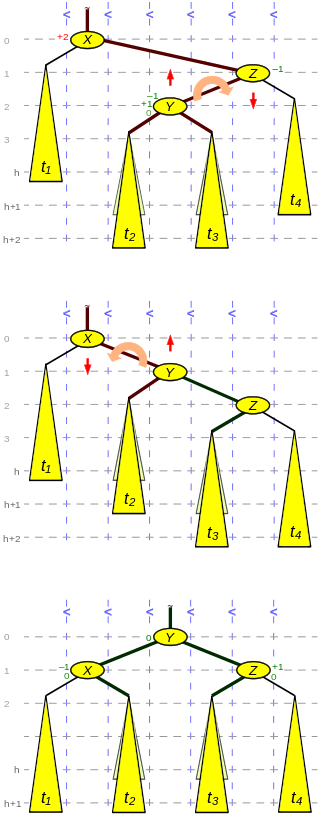 ~
< < < < < <
0 +2 X
1 Z −1
−1
2 +1 Y
0
3
h t1
h+1 t4
h+2 t2 t3
~
< < < < < <
0 X
1 Y
2 Z
3
h t1
h+1 t2
h+2 t3 t4
~
< < < < < <
0 0 Y
1 −1 X Z +1
0 0
2
h
h+1 t1 t2 t3 t4